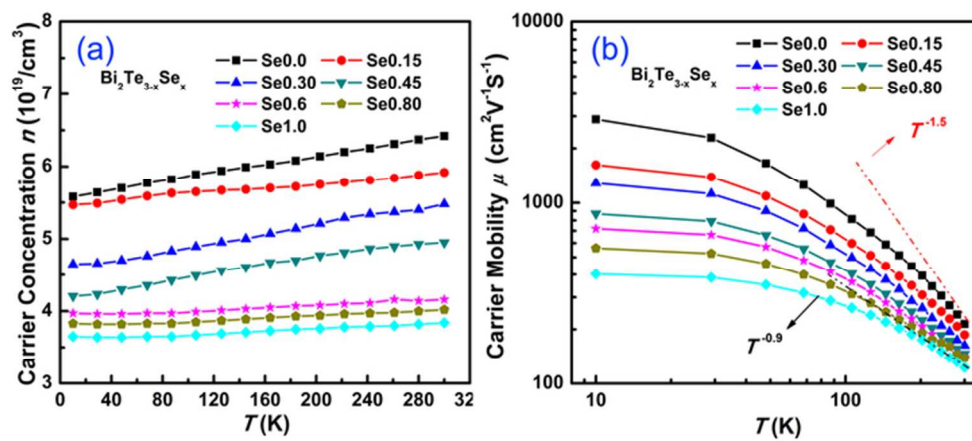 (a)
Bi2Te3-xSex
Se0.0 Se0.15
Se0.30 Se0.45
Se0.6 Se0.80
Se1.0
Carrier Concentration n (10^19/cm^3)
7
6
5
4
3
0 40 80 120 160 200 240 280 32
T (K)
(b)
Bi2Te3-xSex
Se0.0 Se0.15
Se0.30 Se0.45
Se0.6 Se0.80
Se1.0
T^-1.5
T^-0.9
Carrier Mobility μ (cm^2V^-1S^-1)
10000
1000
100
10 100
T (K)